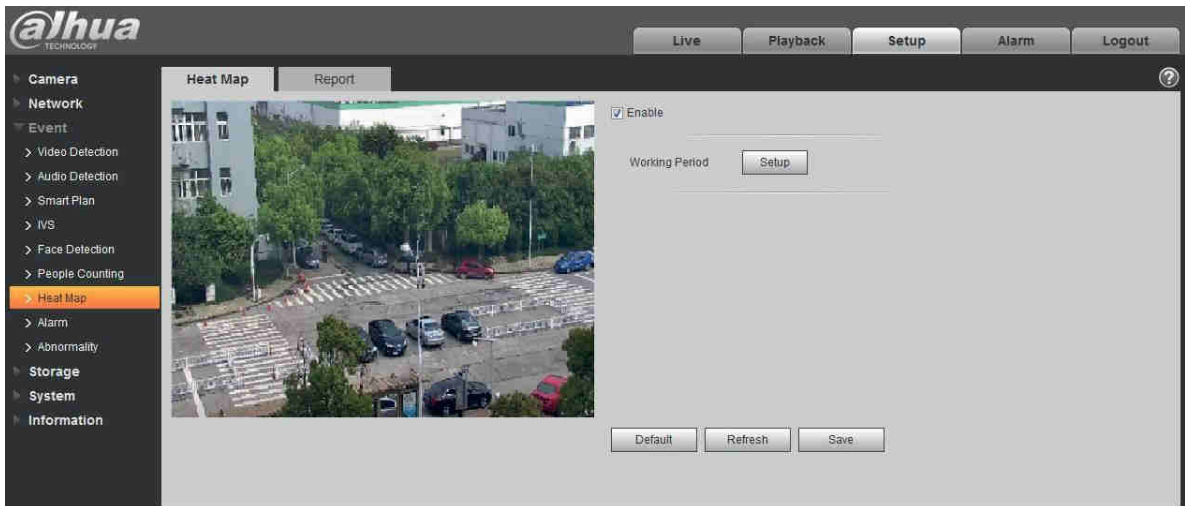 alhua
TECHNOLOGY
Live
Playback
Setup
Alarm
Logout
Camera
Network
Event
> Video Detection
> Audio Detection
> Smart Plan
> IVS
> Face Detection
> People Counting
> Heat Map
> Alarm
> Abnormality
Storage
System
Information
Heat Map
Report
?
Enable
Working Period
Setup
Default
Refresh
Save